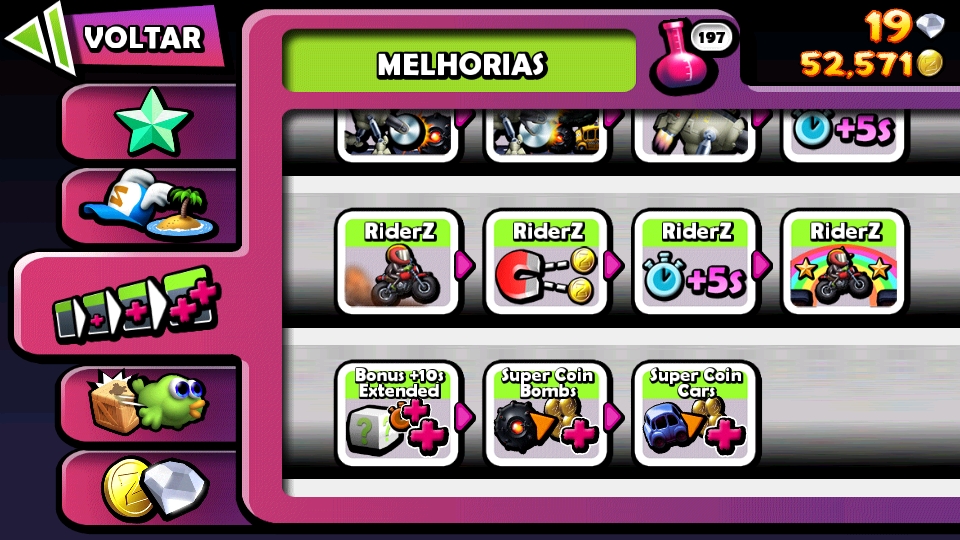 VOLTAR
MELHORIAS
197
19
52,571
+5s
RiderZ
RiderZ
RiderZ
RiderZ
+5s
Bonus +10s
Extended
Super Coin
Bombs
Super Coin
Cars